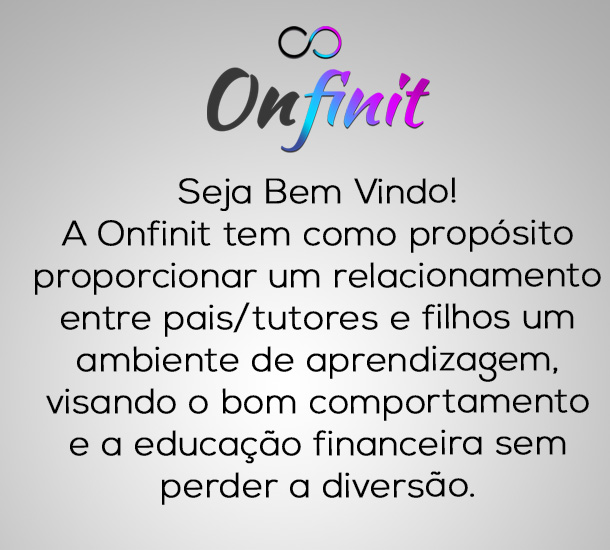 Onfinit
Seja Bem Vindo!
A Onfinit tem como propósito
proporcionar um relacionamento
entre pais/tutores e filhos um
ambiente de aprendizagem,
visando o bom comportamento
e a educação financeira sem
perder a diversão.